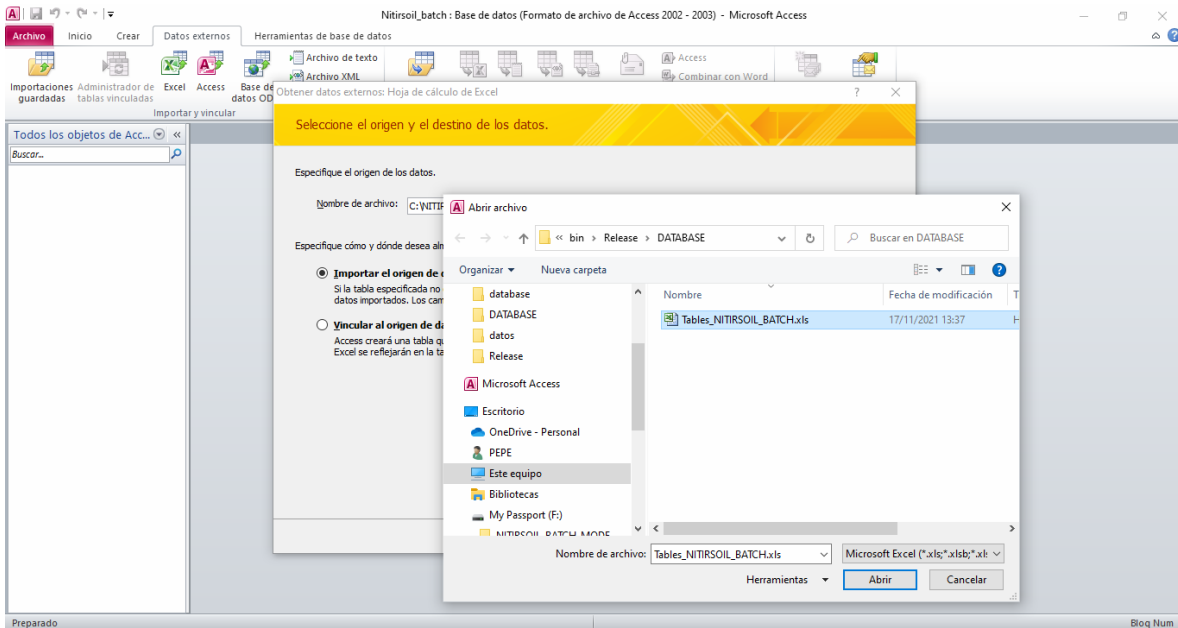 Nitirsoil_batch : Base de datos (Formato de archivo de Access 2002 - 2003) - Microsoft Access
Archivo Inicio Crear Datos externos Herramientas de base de datos
Importaciones guardadas
Administrador de tablas vinculadas
Excel
Access
Base de datos OD
Archivo de texto
Archivo XML
Access
Combinar con Word
Importar y vincular
Todos los objetos de Acc...
Buscar...
Obtener datos externos: Hoja de cálculo de Excel
Seleccione el origen y el destino de los datos.
Especifique el origen de los datos.
Nombre de archivo: C:\NITIR
Especifique cómo y dónde desea alm
Importar el origen de d
Si la tabla especificada no
datos importados. Los cam
Vincular al origen de da
Access creará una tabla qu
Excel se reflejarán en la ta
Abrir archivo
« bin › Release › DATABASE
Buscar en DATABASE
Organizar
Nueva carpeta
database
DATABASE
datos
Release
Microsoft Access
Escritorio
OneDrive - Personal
PEPE
Este equipo
Bibliotecas
My Passport (F:)
NITIRSOIL_BATCH_MODE
Nombre Fecha de modificación T
Tables_NITIRSOIL_BATCH.xls 17/11/2021 13:37 H
Nombre de archivo: Tables_NITIRSOIL_BATCH.xls
Microsoft Excel (*.xls;*.xlsb;*.xl
Herramientas
Abrir
Cancelar
Preparado
Bloq Num